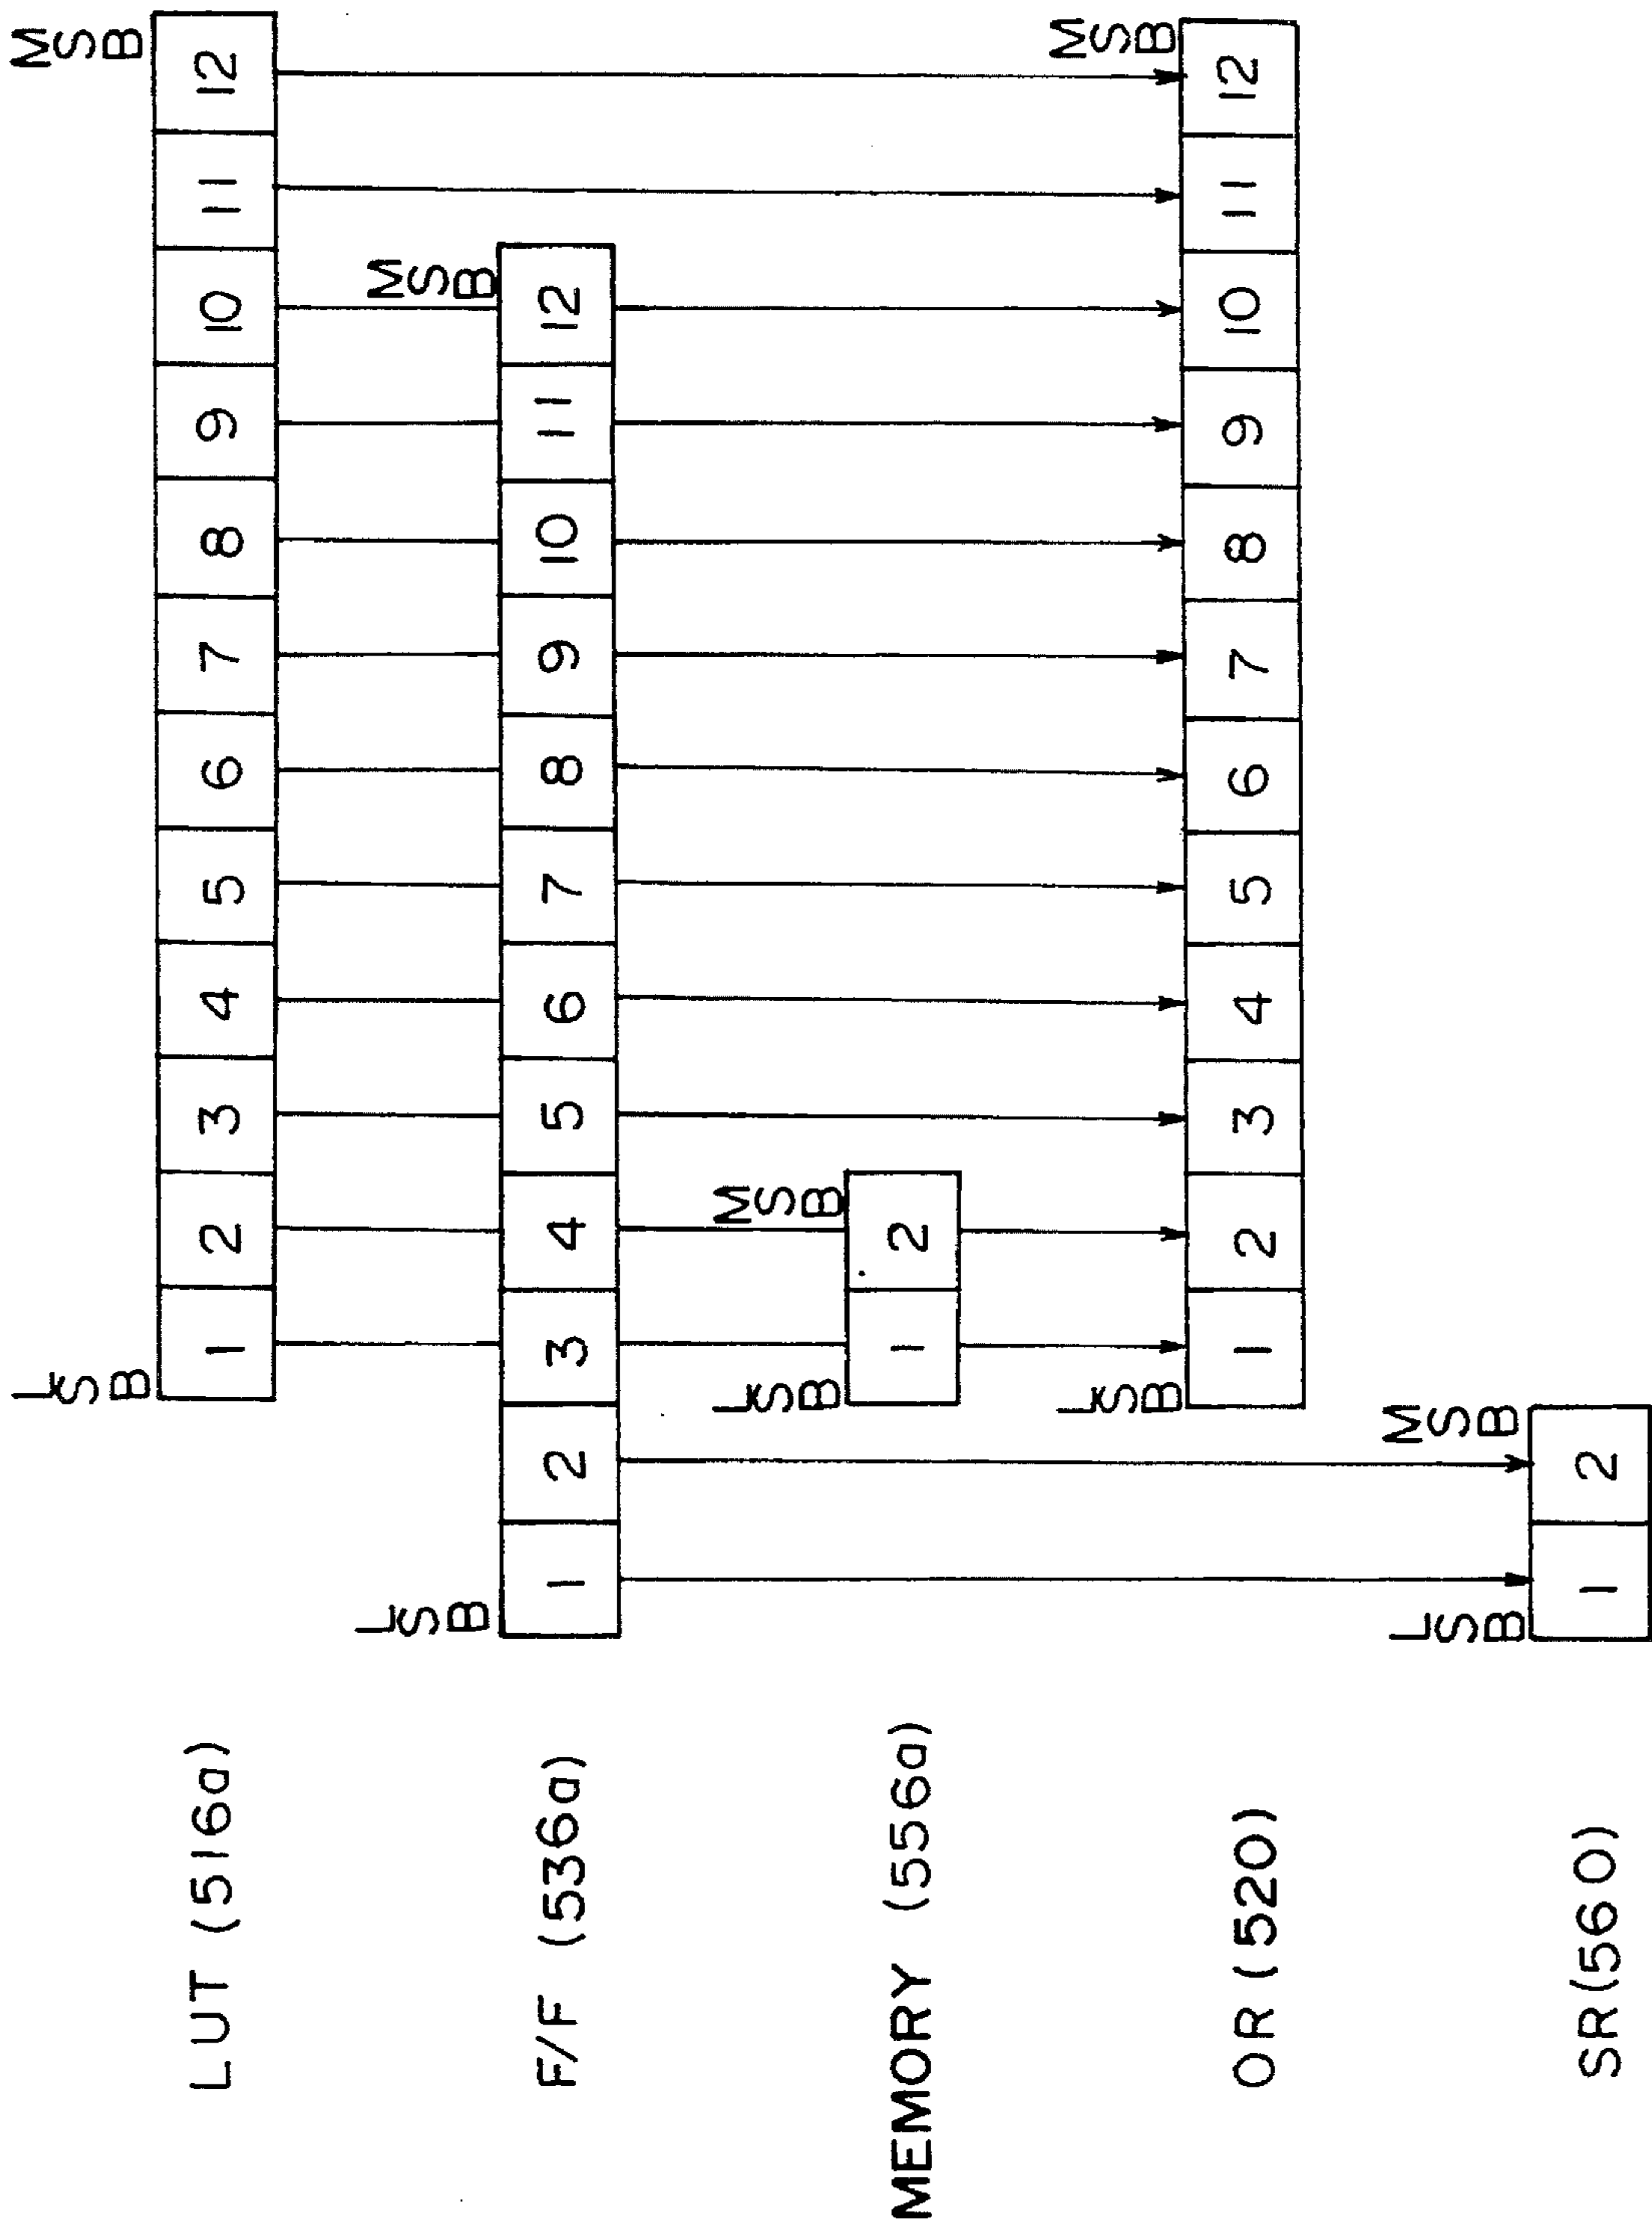 LUT (516a)
LSB 1 2 3 4 5 6 7 8 9 10 11 12 MSB
F/F (536a)
LSB 1 2 3 4 5 6 7 8 9 10 11 12 MSB
MEMORY (556a)
LSB 1 2 MSB
OR (520)
LSB 1 2 3 4 5 6 7 8 9 10 11 12 MSB
SR (560)
LSB 1 2 MSB